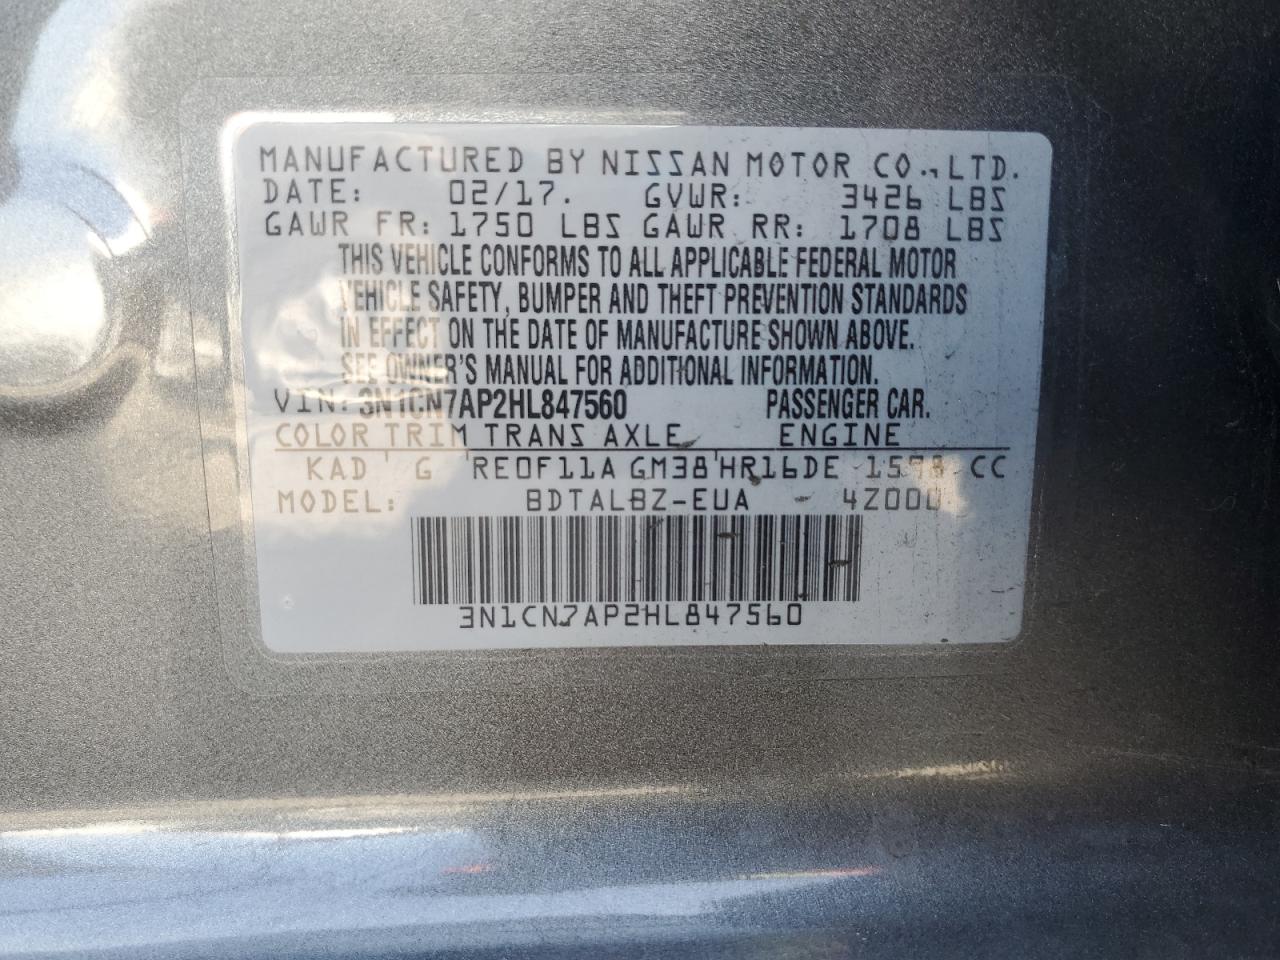 MANUFACTURED BY NISSAN MOTOR CO., LTD.
DATE: 02/17. GVWR: 3426 LBS
GAWR FR: 1750 LBS GAWR RR: 1708 LBS
THIS VEHICLE CONFORMS TO ALL APPLICABLE FEDERAL MOTOR
VEHICLE SAFETY, BUMPER AND THEFT PREVENTION STANDARDS
IN EFFECT ON THE DATE OF MANUFACTURE SHOWN ABOVE.
SEE OWNER'S MANUAL FOR ADDITIONAL INFORMATION.
VIN: 3N1CN7AP2HL847560 PASSENGER CAR.
COLOR TRIM TRANS AXLE ENGINE
KAD G RE0F11A GM38 HR16DE 1598 CC
MODEL: BDTALBZ-EUA 4Z000
3N1CN7AP2HL847560